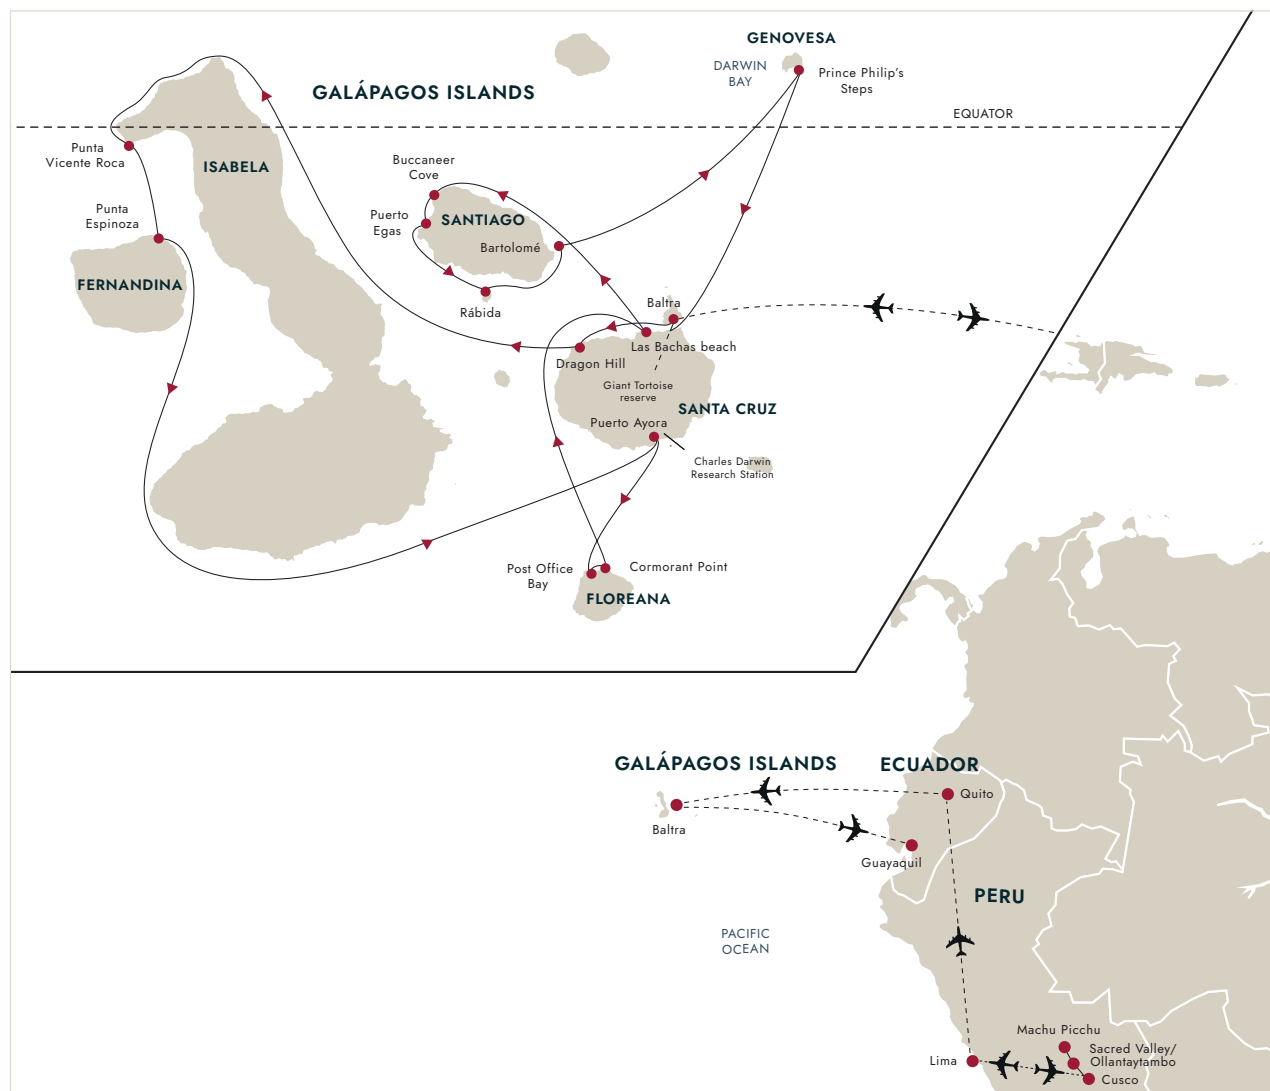 GENOVESA
DARWIN
BAY
Prince Philip's
Steps
GALÁPAGOS ISLANDS
EQUATOR
Punta
Vicente Roca
ISABELA
Buccaneer
Cove
Punta
Espinoza
Puerto
Egas
SANTIAGO
Bartolomé
FERNANDINA
Rábida
Baltra
Las Bachas beach
Dragon Hill
Giant Tortoise
reserve
SANTA CRUZ
Puerto Ayora
Charles Darwin
Research Station
Post Office
Bay
Cormorant Point
FLOREANA
GALÁPAGOS ISLANDS
ECUADOR
Quito
Baltra
Guayaquil
PERU
PACIFIC
OCEAN
Machu Picchu
Lima
Sacred Valley/
Ollantaytambo
Cusco